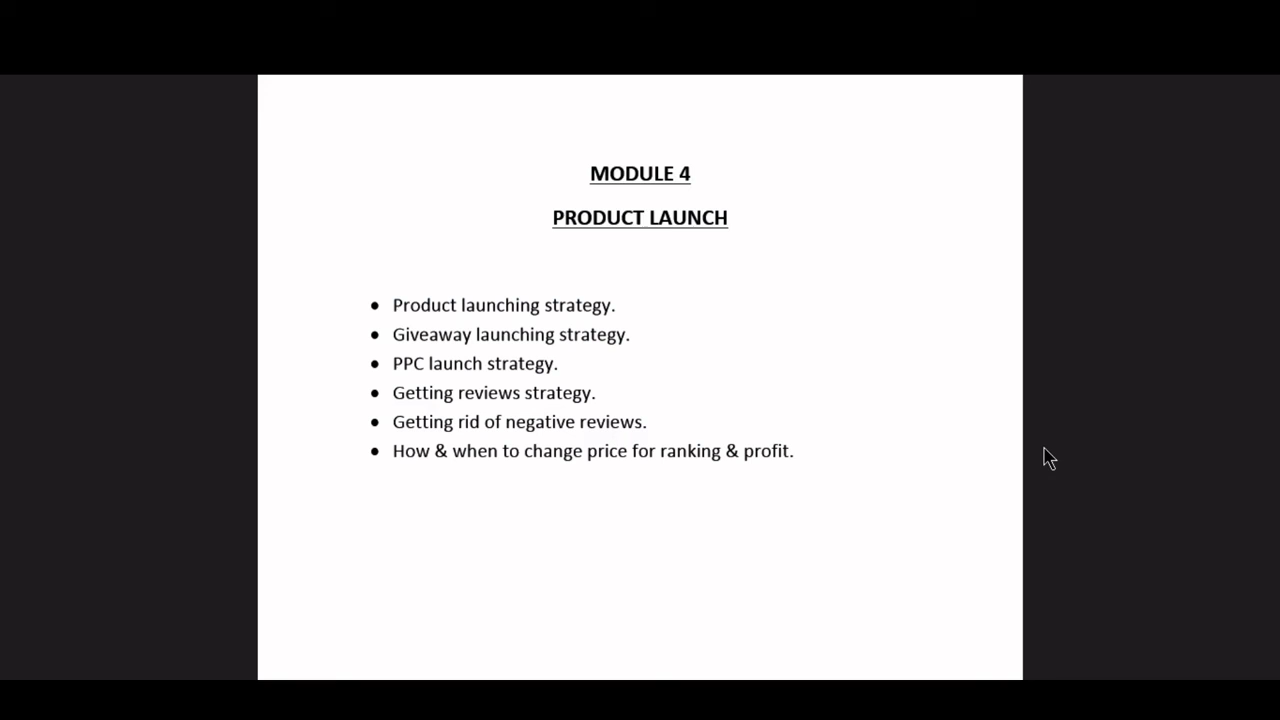 MODULE 4
PRODUCT LAUNCH
• Product launching strategy.
• Giveaway launching strategy.
• PPC launch strategy.
• Getting reviews strategy.
• Getting rid of negative reviews.
• How & when to change price for ranking & profit.